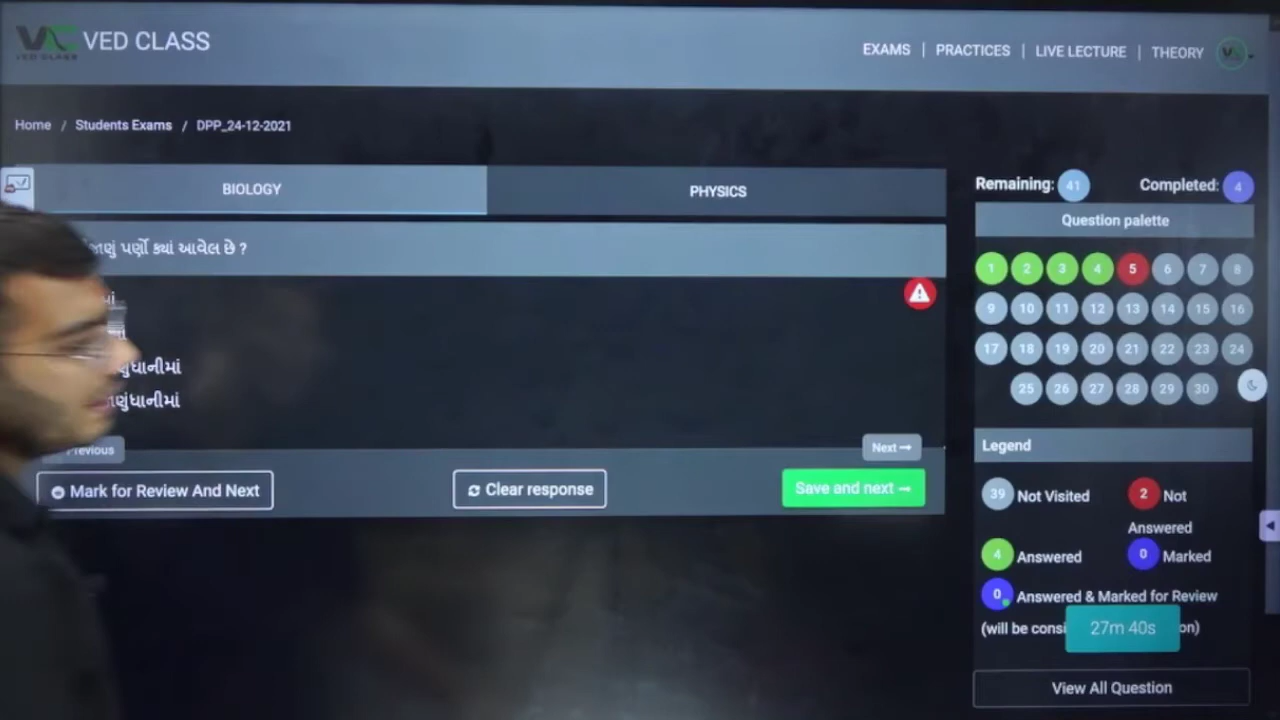 VED CLASS
VED CLASS
EXAMS | PRACTICES | LIVE LECTURE | THEORY
Home / Students Exams / DPP_24-12-2021
BIOLOGY
PHYSICS
Remaining: 41 Completed: 4
Question palette
પર્ણો ક્યાં આવેલ છે ?
1 2 3 4 5 6 7 8
9 10 11 12 13 14 15 16
17 18 19 20 21 22 23 24
25 26 27 28 29 30
Previous
Next →
Mark for Review And Next
Clear response
Save and next →
Legend
39 Not Visited
2 Not Answered
4 Answered
0 Marked
0 Answered & Marked for Review
(will be
27m 40s
View All Question